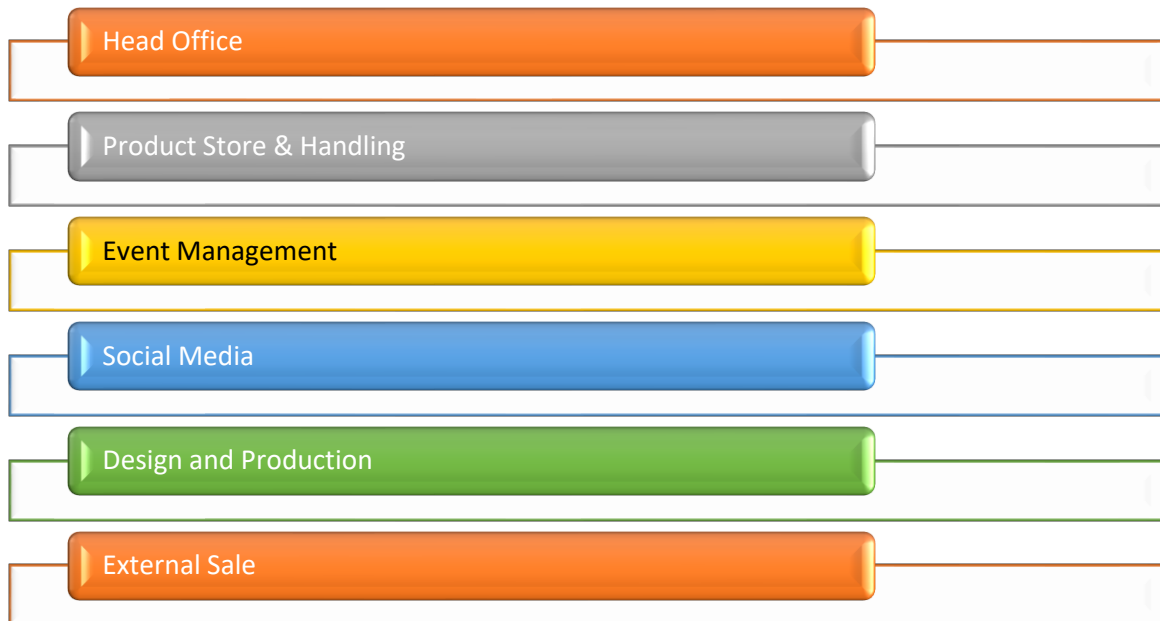 Head Office
Product Store & Handling
Event Management
Social Media
Design and Production
External Sale